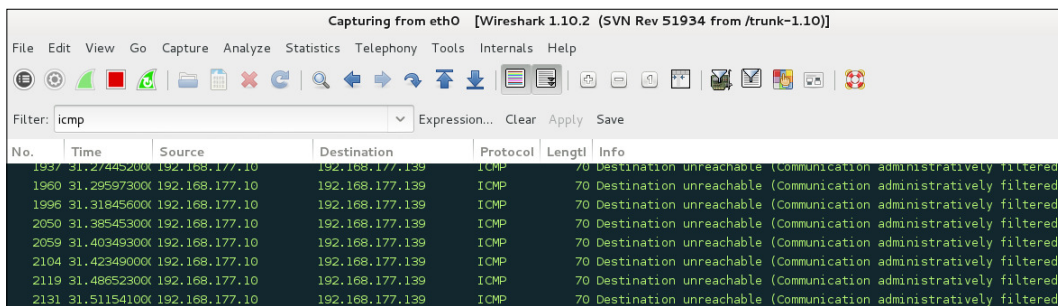 Capturing from eth0 [Wireshark 1.10.2 (SVN Rev 51934 from /trunk-1.10)]
File Edit View Go Capture Analyze Statistics Telephony Tools Internals Help
Filter: icmp Expression... Clear Apply Save
No. Time Source Destination Protocol Lengtl Info
1937 31.27445200( 192.168.177.10 192.168.177.139 ICMP 70 Destination unreachable (Communication administratively filtered
1960 31.29597300( 192.168.177.10 192.168.177.139 ICMP 70 Destination unreachable (Communication administratively filtered
1996 31.31845600( 192.168.177.10 192.168.177.139 ICMP 70 Destination unreachable (Communication administratively filtered
2050 31.38545300( 192.168.177.10 192.168.177.139 ICMP 70 Destination unreachable (Communication administratively filtered
2059 31.40349300( 192.168.177.10 192.168.177.139 ICMP 70 Destination unreachable (Communication administratively filtered
2104 31.42349000( 192.168.177.10 192.168.177.139 ICMP 70 Destination unreachable (Communication administratively filtered
2119 31.48652300( 192.168.177.10 192.168.177.139 ICMP 70 Destination unreachable (Communication administratively filtered
2131 31.51154100( 192.168.177.10 192.168.177.139 ICMP 70 Destination unreachable (Communication administratively filtered